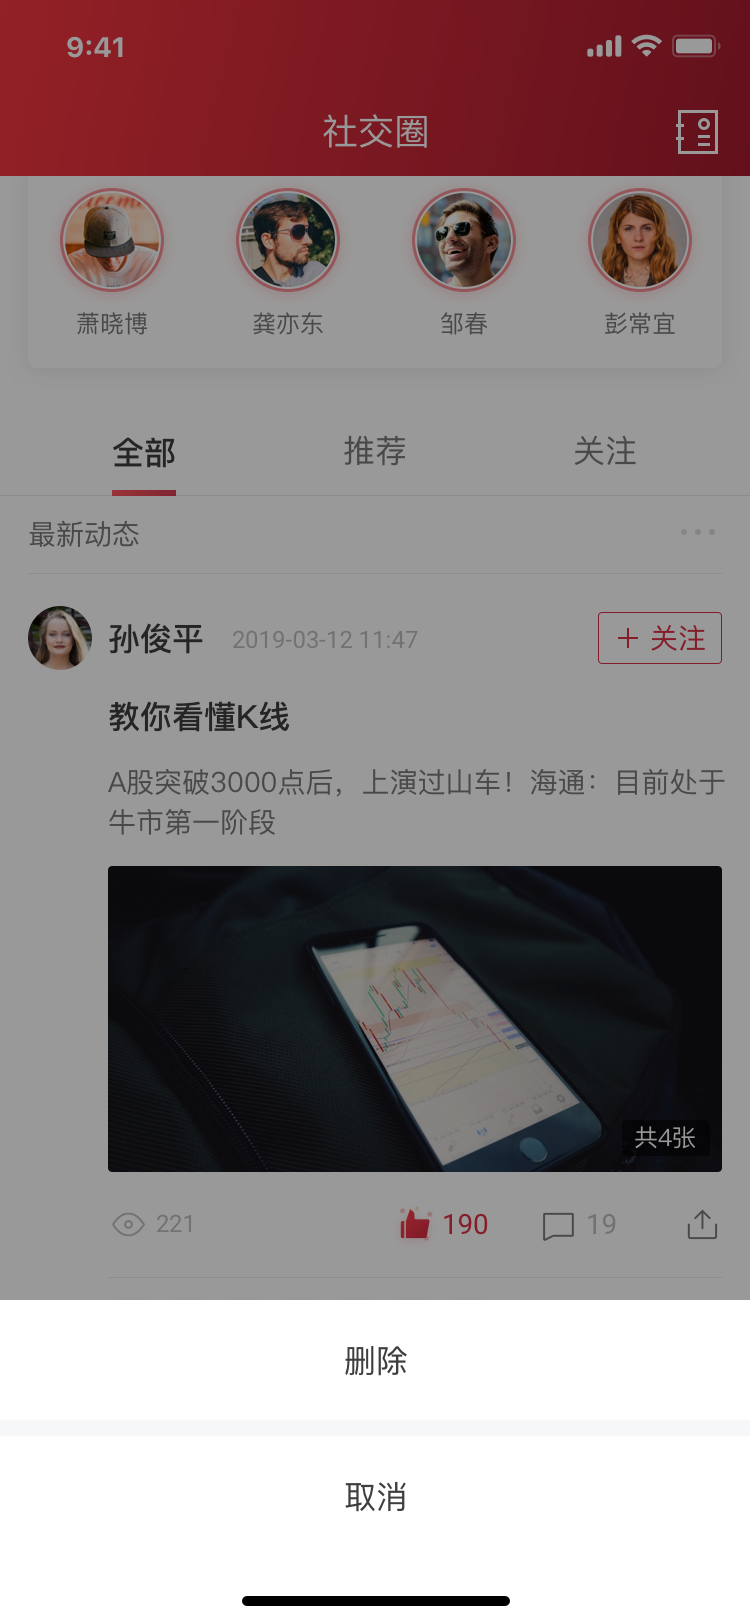 9:41
社交圈
萧晓博
龚亦东
邹春
彭常宜
全部
推荐
关注
最新动态
孙俊平
2019-03-12 11:47
关注
教你看懂K线
A股突破3000点后，上演过山车！海通：目前处于
牛市第一阶段
共4张
221
190
19
删除
取消